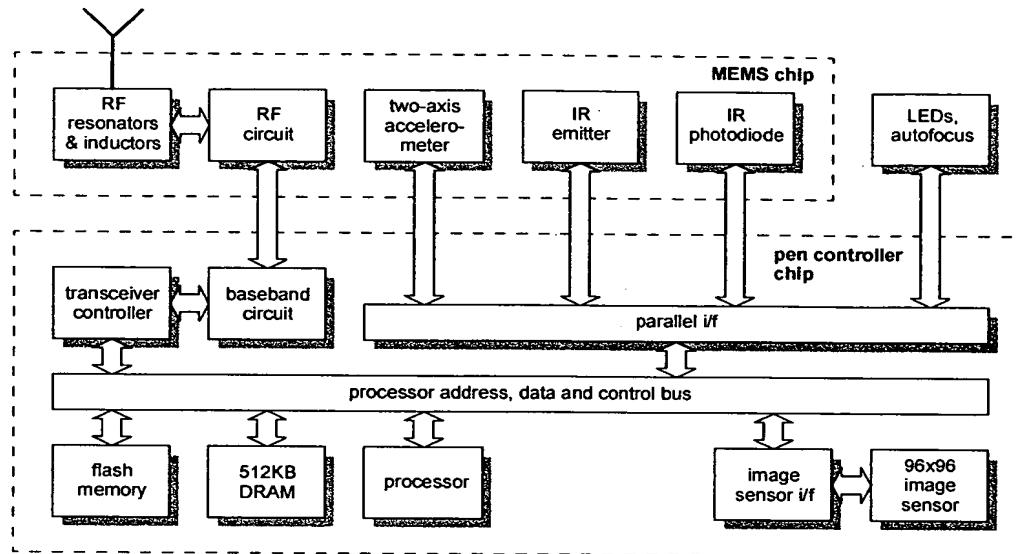 MEMS chip
RF
resonators
& inductors
RF
circuit
two-axis
accelero-
meter
IR
emitter
IR
photodiode
LEDs,
autofocus
pen controller
chip
transceiver
controller
baseband
circuit
parallel i/f
processor address, data and control bus
flash
memory
512KB
DRAM
processor
image
sensor i/f
96x96
image
sensor